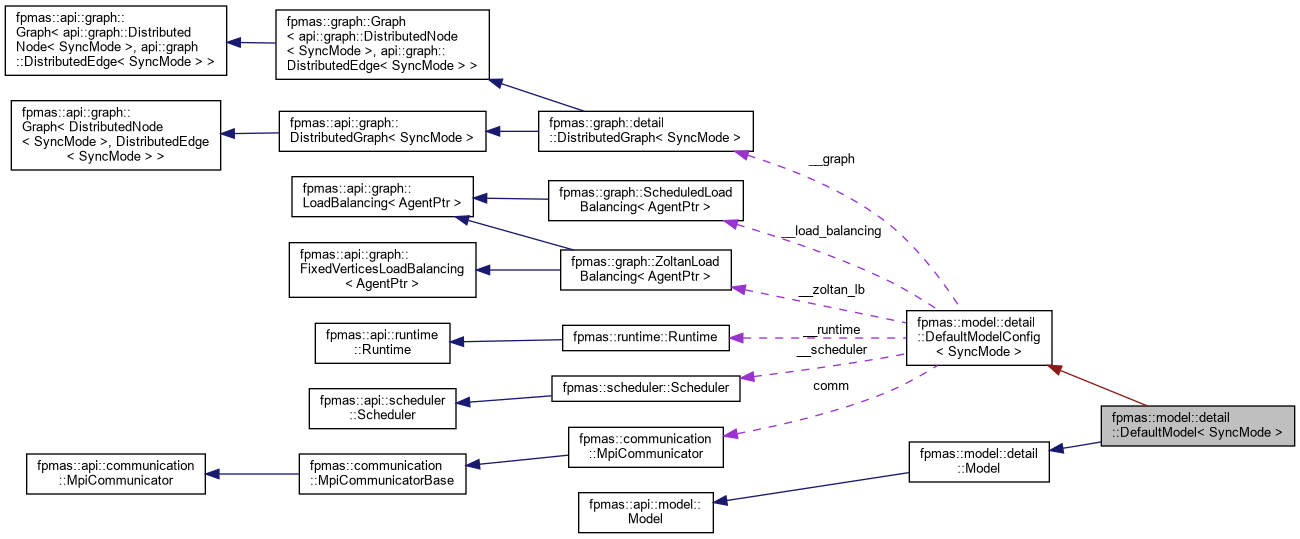 fpmas::api::graph::
Graph< api::graph::Distributed
Node< SyncMode >, api::graph
::DistributedEdge< SyncMode > >
fpmas::graph::Graph
< api::graph::DistributedNode
< SyncMode >, api::graph::
DistributedEdge< SyncMode > >
fpmas::api::graph::
Graph< DistributedNode
< SyncMode >, DistributedEdge
< SyncMode > >
fpmas::api::graph::
DistributedGraph< SyncMode >
fpmas::graph::detail
::DistributedGraph< SyncMode >
__graph
fpmas::api::graph::
LoadBalancing< AgentPtr >
fpmas::graph::ScheduledLoad
Balancing< AgentPtr >
__load_balancing
fpmas::api::graph::
FixedVerticesLoadBalancing
< AgentPtr >
fpmas::graph::ZoltanLoad
Balancing< AgentPtr >
__zoltan_lb
fpmas::api::runtime
::Runtime
fpmas::runtime::Runtime
__runtime
fpmas::model::detail
::DefaultModelConfig
< SyncMode >
__scheduler
fpmas::api::scheduler
::Scheduler
fpmas::scheduler::Scheduler
comm
fpmas::model::detail
::DefaultModel< SyncMode >
fpmas::api::communication
::MpiCommunicator
fpmas::communication
::MpiCommunicatorBase
fpmas::communication
::MpiCommunicator
fpmas::model::detail
::Model
fpmas::api::model::
Model